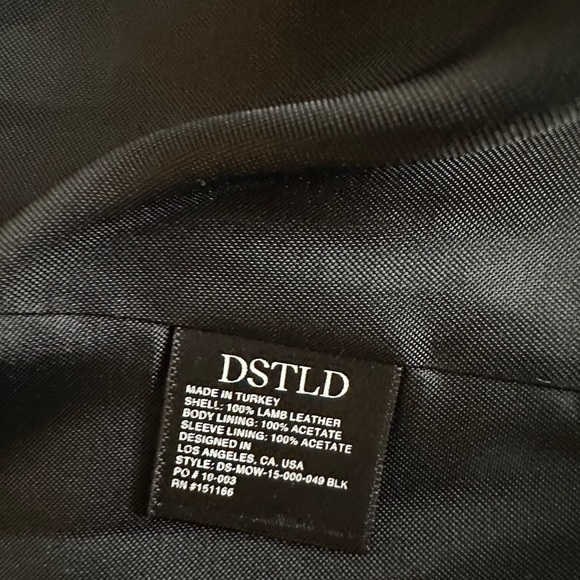 DSTLD
MADE IN TURKEY
SHELL: 100% LAMB LEATHER
BODY LINING: 100% ACETATE
SLEEVE LINING: 100% ACETATE
DESIGNED IN
LOS ANGELES, CA. USA
STYLE: DS-MOW-15-000-049 BLK
PO # 10-003
RN #151166